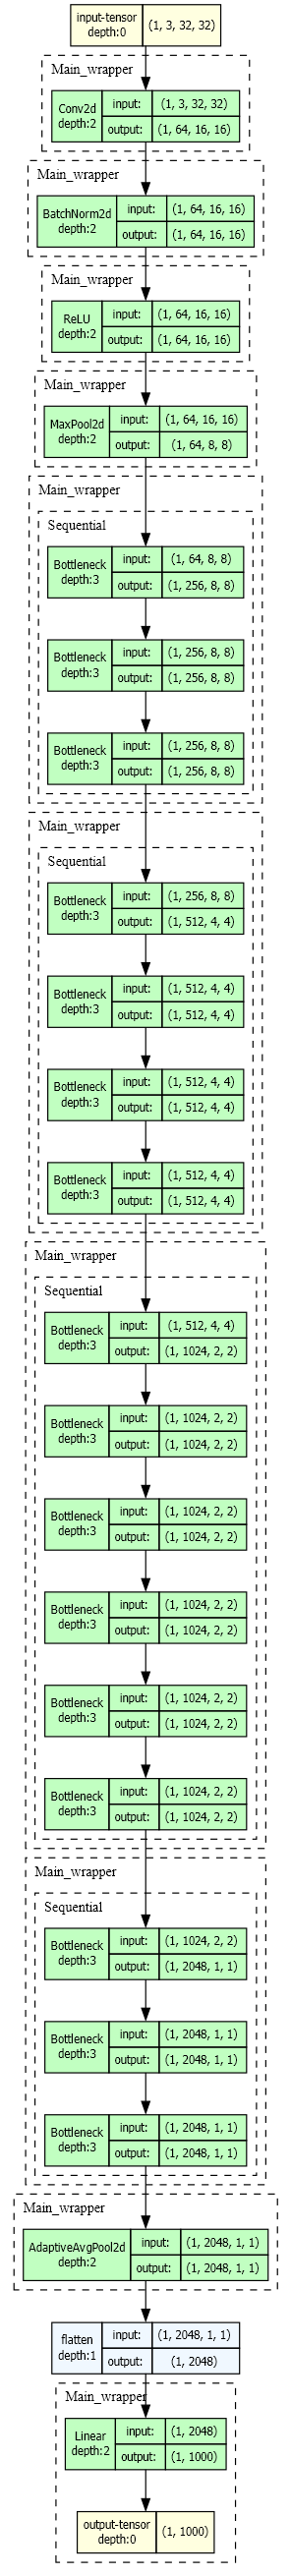 input-tensor
depth:0
(1, 3, 32, 32)
Main_wrapper
Conv2d
depth:2
input:
(1, 3, 32, 32)
output:
(1, 64, 16, 16)
Main_wrapper
BatchNorm2d
depth:2
input:
(1, 64, 16, 16)
output:
(1, 64, 16, 16)
Main_wrapper
ReLU
depth:2
input:
(1, 64, 16, 16)
output:
(1, 64, 16, 16)
Main_wrapper
MaxPool2d
depth:2
input:
(1, 64, 16, 16)
output:
(1, 64, 8, 8)
Main_wrapper
Sequential
Bottleneck
depth:3
input:
(1, 64, 8, 8)
output:
(1, 256, 8, 8)
Bottleneck
depth:3
input:
(1, 256, 8, 8)
output:
(1, 256, 8, 8)
Bottleneck
depth:3
input:
(1, 256, 8, 8)
output:
(1, 256, 8, 8)
Main_wrapper
Sequential
Bottleneck
depth:3
input:
(1, 256, 8, 8)
output:
(1, 512, 4, 4)
Bottleneck
depth:3
input:
(1, 512, 4, 4)
output:
(1, 512, 4, 4)
Bottleneck
depth:3
input:
(1, 512, 4, 4)
output:
(1, 512, 4, 4)
Bottleneck
depth:3
input:
(1, 512, 4, 4)
output:
(1, 512, 4, 4)
Main_wrapper
Sequential
Bottleneck
depth:3
input:
(1, 512, 4, 4)
output:
(1, 1024, 2, 2)
Bottleneck
depth:3
input:
(1, 1024, 2, 2)
output:
(1, 1024, 2, 2)
Bottleneck
depth:3
input:
(1, 1024, 2, 2)
output:
(1, 1024, 2, 2)
Bottleneck
depth:3
input:
(1, 1024, 2, 2)
output:
(1, 1024, 2, 2)
Bottleneck
depth:3
input:
(1, 1024, 2, 2)
output:
(1, 1024, 2, 2)
Bottleneck
depth:3
input:
(1, 1024, 2, 2)
output:
(1, 1024, 2, 2)
Main_wrapper
Sequential
Bottleneck
depth:3
input:
(1, 1024, 2, 2)
output:
(1, 2048, 1, 1)
Bottleneck
depth:3
input:
(1, 2048, 1, 1)
output:
(1, 2048, 1, 1)
Bottleneck
depth:3
input:
(1, 2048, 1, 1)
output:
(1, 2048, 1, 1)
Main_wrapper
AdaptiveAvgPool2d
depth:2
input:
(1, 2048, 1, 1)
output:
(1, 2048, 1, 1)
flatten
depth:1
input:
(1, 2048, 1, 1)
output:
(1, 2048)
Main_wrapper
Linear
depth:2
input:
(1, 2048)
output:
(1, 1000)
output-tensor
depth:0
(1, 1000)